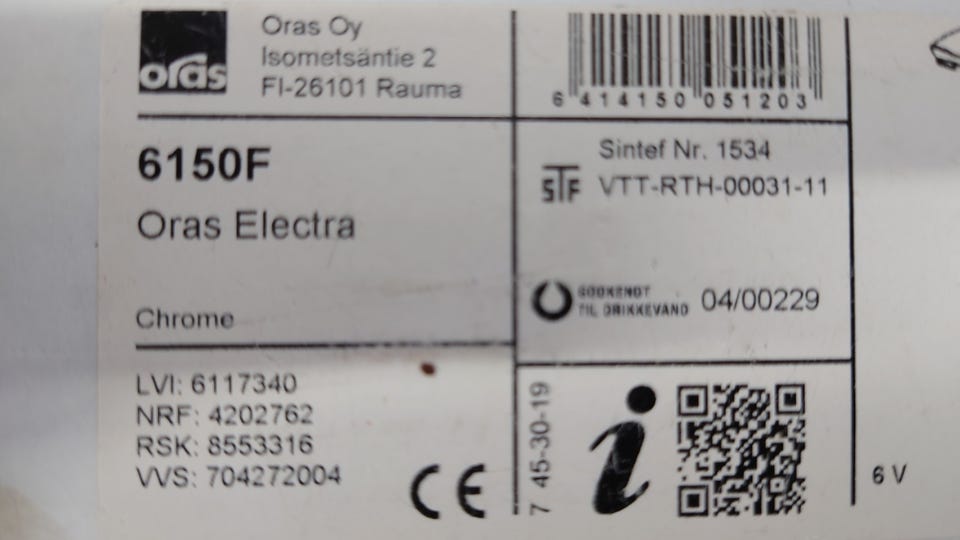 oras
Oras Oy
Isometsäntie 2
FI-26101 Rauma
6 414150 051203
6150F
Oras Electra
Chrome
Sintef Nr. 1534
STF VTT-RTH-00031-11
GODKENDT
TIL DRIKKEVAND 04/00229
LVI: 6117340
NRF: 4202762
RSK: 8553316
VVS: 704272004
CE
7 45-30-19
i
6 V